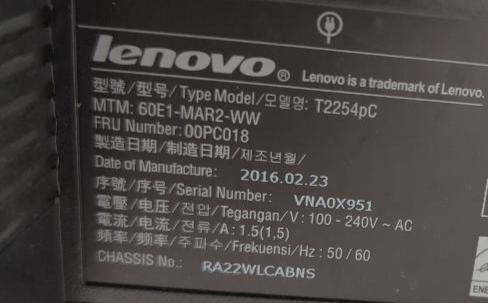 lenovo®
Lenovo is a trademark of Lenovo.
型號/型号/Type Model/모델명: T2254pC
MTM: 60E1-MAR2-WW
FRU Number: 00PC018
製造日期/制造日期/제조년월/
Date of Manufacture: 2016.02.23
序號/序号/Serial Number: VNA0X951
電壓/电压/전압/Tegangan/V: 100 - 240V ~ AC
電流/电流/전류/A: 1.5(1,5)
頻率/频率/주파수/Frekuensi/Hz: 50/60
CHASSIS No.: RA22WLCABNS